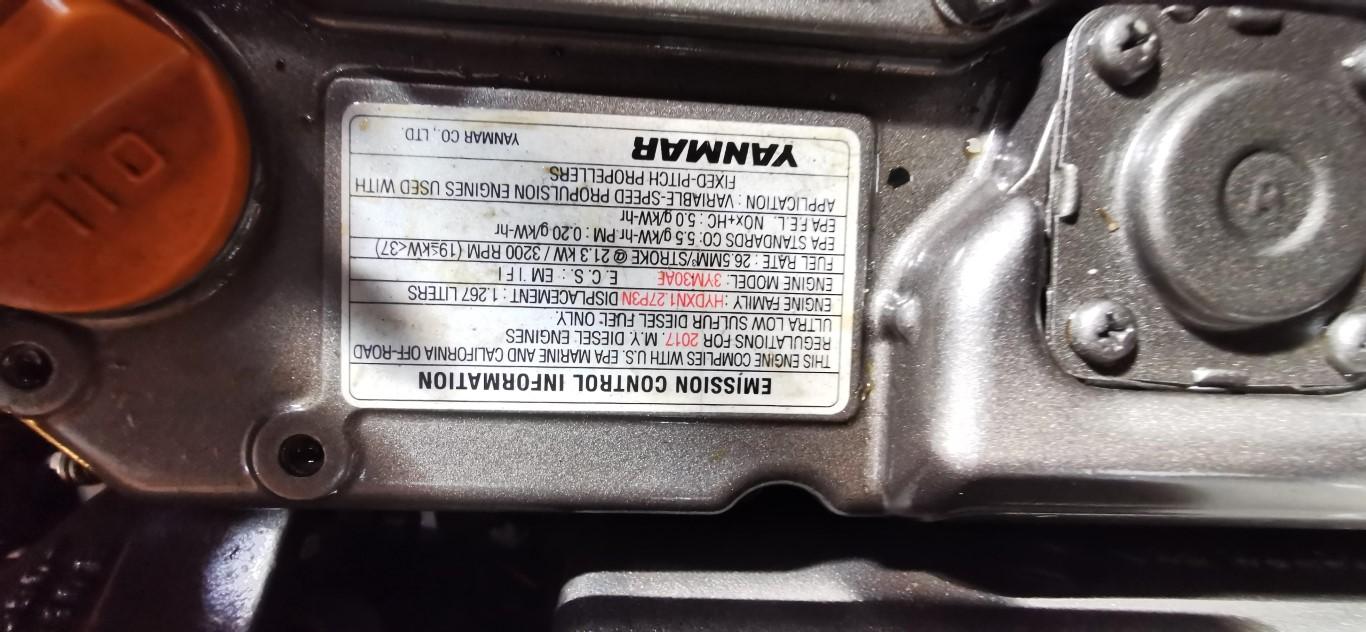 EMISSION CONTROL INFORMATION
THIS ENGINE COMPLIES WITH U.S. EPA MARINE AND CALIFORNIA OFF-ROAD
REGULATIONS FOR 2017. M.Y. DIESEL ENGINES
ULTRA LOW SULFUR DIESEL FUEL ONLY.
ENGINE FAMILY : HYDXN1.27P3N DISPLACEMENT : 1.267 LITERS
ENGINE MODEL: 3YM30AE E. C. S. : EM I F I
FUEL RATE : 26.5MM³/STROKE @ 21.3 kW / 3200 RPM (19≤kW<37)
EPA STANDARDS CO: 5.5 g/kW-hr PM : 0.20 g/kW-hr
EPA F.E.L. NOx+HC : 5.0 g/kW-hr
APPLICATION : VARIABLE-SPEED PROPULSION ENGINES USED WITH
FIXED-PITCH PROPELLERS
YANMAR YANMAR CO., LTD.
OIL